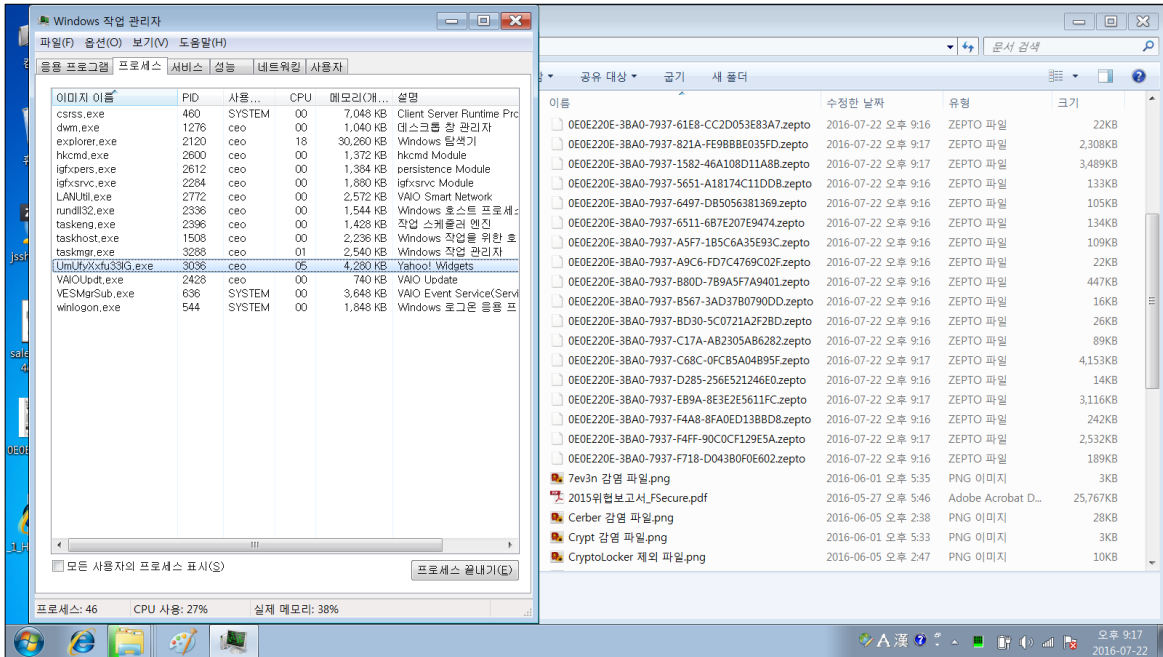 Windows 작업 관리자
파일(F) 옵션(O) 보기(V) 도움말(H)
응용 프로그램 프로세스 서비스 성능 네트워킹 사용자
이미지 이름 PID 사용... CPU 메모리(개... 설명
csrss.exe 460 SYSTEM 00 7,048 KB Client Server Runtime Prc
dwm.exe 1276 ceo 00 1,040 KB 데스크톱 창 관리자
explorer.exe 2120 ceo 18 30,260 KB Windows 탐색기
hkcmd.exe 2600 ceo 00 1,372 KB hkcmd Module
igfxpers.exe 2612 ceo 00 1,384 KB persistence Module
igfxsrvc.exe 2284 ceo 00 1,880 KB igfxsrvc Module
LANUtil.exe 2772 ceo 00 2,572 KB VAIO Smart Network
rundll32.exe 2336 ceo 00 1,544 KB Windows 호스트 프로세스
taskeng.exe 2396 ceo 00 1,428 KB 작업 스케줄러 엔진
taskhost.exe 1508 ceo 00 2,236 KB Windows 작업을 위한 호
taskmgr.exe 3288 ceo 01 2,540 KB Windows 작업 관리자
UmUfyXxfu33IG.exe 3036 ceo 05 4,280 KB Yahoo! Widgets
VAIOUpdt.exe 2428 ceo 00 740 KB VAIO Update
VESMgrSub.exe 636 SYSTEM 00 3,648 KB VAIO Event Service(Servi
winlogon.exe 544 SYSTEM 00 1,648 KB Windows 로그온 응용 프
모든 사용자의 프로세스 표시(S)
프로세스 끝내기(E)
프로세스: 46 CPU 사용: 27% 실제 메모리: 38%
문서 검색
공유 대상 굽기 새 폴더
이름 수정한 날짜 유형 크기
0E0E220E-3BA0-7937-61E8-CC2D053E83A7.zepto 2016-07-22 오후 9:16 ZEPTO 파일 22KB
0E0E220E-3BA0-7937-821A-FE9BBBE035FD.zepto 2016-07-22 오후 9:17 ZEPTO 파일 2,308KB
0E0E220E-3BA0-7937-1582-46A108D11A8B.zepto 2016-07-22 오후 9:17 ZEPTO 파일 3,489KB
0E0E220E-3BA0-7937-5651-A18174C11DDB.zepto 2016-07-22 오후 9:16 ZEPTO 파일 133KB
0E0E220E-3BA0-7937-6497-DB5056381369.zepto 2016-07-22 오후 9:16 ZEPTO 파일 105KB
0E0E220E-3BA0-7937-6511-6B7E207E9474.zepto 2016-07-22 오후 9:16 ZEPTO 파일 134KB
0E0E220E-3BA0-7937-A5F7-1B5C6A35E93C.zepto 2016-07-22 오후 9:17 ZEPTO 파일 109KB
0E0E220E-3BA0-7937-A9C6-FD7C4769C02F.zepto 2016-07-22 오후 9:16 ZEPTO 파일 22KB
0E0E220E-3BA0-7937-B80D-7B9A5F7A9401.zepto 2016-07-22 오후 9:16 ZEPTO 파일 447KB
0E0E220E-3BA0-7937-B567-3AD37B0790DD.zepto 2016-07-22 오후 9:16 ZEPTO 파일 16KB
0E0E220E-3BA0-7937-BD30-5C0721A2F2BD.zepto 2016-07-22 오후 9:16 ZEPTO 파일 26KB
0E0E220E-3BA0-7937-C17A-AB2305AB6282.zepto 2016-07-22 오후 9:16 ZEPTO 파일 89KB
0E0E220E-3BA0-7937-C68C-0FCB5A04B95F.zepto 2016-07-22 오후 9:17 ZEPTO 파일 4,153KB
0E0E220E-3BA0-7937-D285-256E521246E0.zepto 2016-07-22 오후 9:16 ZEPTO 파일 14KB
0E0E220E-3BA0-7937-EB9A-8E3E2E5611FC.zepto 2016-07-22 오후 9:17 ZEPTO 파일 3,116KB
0E0E220E-3BA0-7937-F4A8-8FA0ED13BBD8.zepto 2016-07-22 오후 9:16 ZEPTO 파일 242KB
0E0E220E-3BA0-7937-F4FF-90C0CF129E5A.zepto 2016-07-22 오후 9:17 ZEPTO 파일 2,532KB
0E0E220E-3BA0-7937-F718-D043B0F0E602.zepto 2016-07-22 오후 9:16 ZEPTO 파일 189KB
7ev3n 감염 파일.png 2016-06-01 오후 5:35 PNG 이미지 3KB
2015위협보고서_FSecure.pdf 2016-05-27 오후 5:46 Adobe Acrobat D... 25,767KB
Cerber 감염 파일.png 2016-06-05 오후 2:38 PNG 이미지 28KB
Crypt 감염 파일.png 2016-06-01 오후 5:33 PNG 이미지 3KB
CryptoLocker 제외 파일.png 2016-06-05 오후 2:47 PNG 이미지 10KB
jssh
sale
0E0E
_1_H
A 漢
오후 9:17
2016-07-22